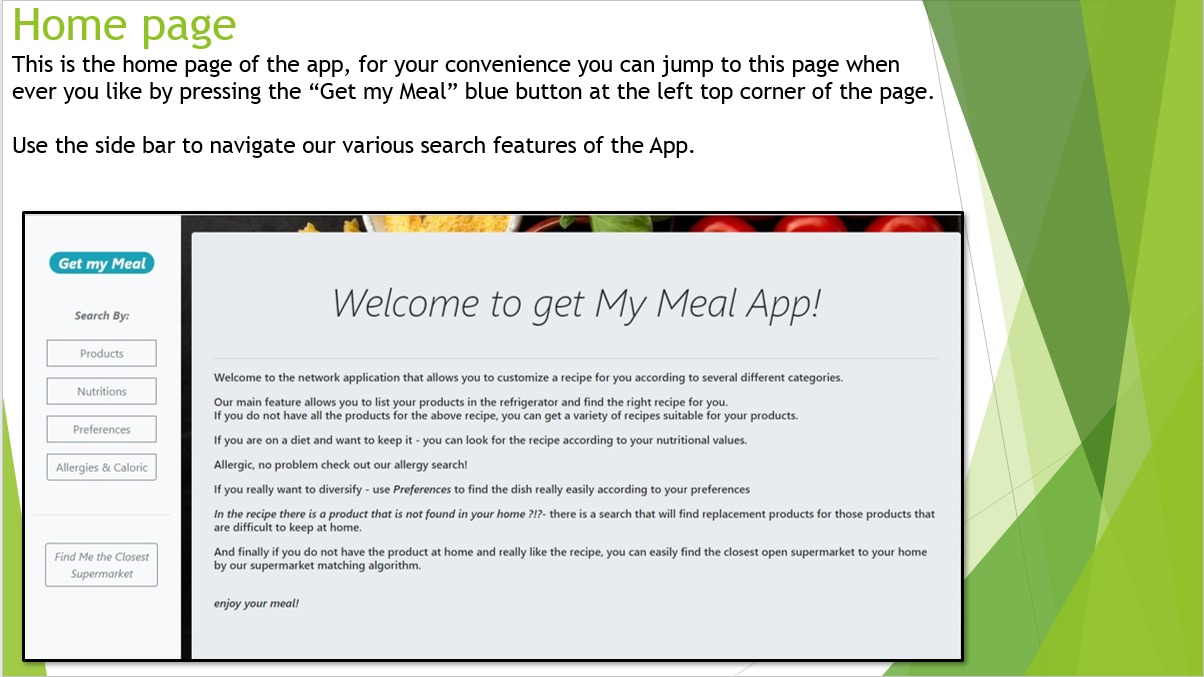 Home page
This is the home page of the app, for your convenience you can jump to this page when
ever you like by pressing the “Get my Meal” blue button at the left top corner of the page.
Use the side bar to navigate our various search features of the App.
Get my Meal
Search By:
Products
Nutritions
Preferences
Allergies & Caloric
Find Me the Closest
Supermarket
Welcome to get My Meal App!
Welcome to the network application that allows you to customize a recipe for you according to several different categories.
Our main feature allows you to list your products in the refrigerator and find the right recipe for you.
If you do not have all the products for the above recipe, you can get a variety of recipes suitable for your products.
If you are on a diet and want to keep it - you can look for the recipe according to your nutritional values.
Allergic, no problem check out our allergy search!
If you really want to diversify - use Preferences to find the dish really easily according to your preferences
In the recipe there is a product that is not found in your home ?!?- there is a search that will find replacement products for those products that
are difficult to keep at home.
And finally if you do not have the product at home and really like the recipe, you can easily find the closest open supermarket to your home
by our supermarket matching algorithm.
enjoy your meal!